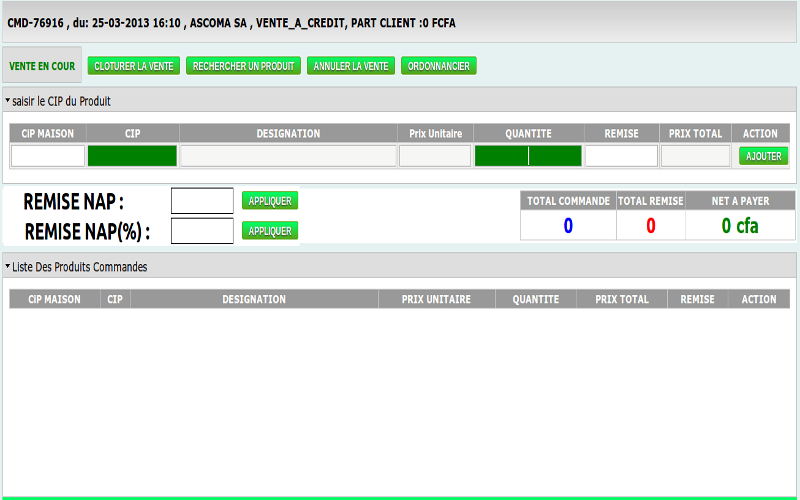 CMD-76916 , du: 25-03-2013 16:10 , ASCOMA SA , VENTE_A_CREDIT, PART CLIENT :0 FCFA
VENTE EN COUR CLOTURER LA VENTE RECHERCHER UN PRODUIT ANNULER LA VENTE ORDONNANCIER
saisir le CIP du Produit
CIP MAISON CIP DESIGNATION Prix Unitaire QUANTITE REMISE PRIX TOTAL ACTION
AJOUTER
REMISE NAP : APPLIQUER
REMISE NAP(%) : APPLIQUER
TOTAL COMMANDE TOTAL REMISE NET A PAYER
0 0 0 cfa
Liste Des Produits Commandes
CIP MAISON CIP DESIGNATION PRIX UNITAIRE QUANTITE PRIX TOTAL REMISE ACTION